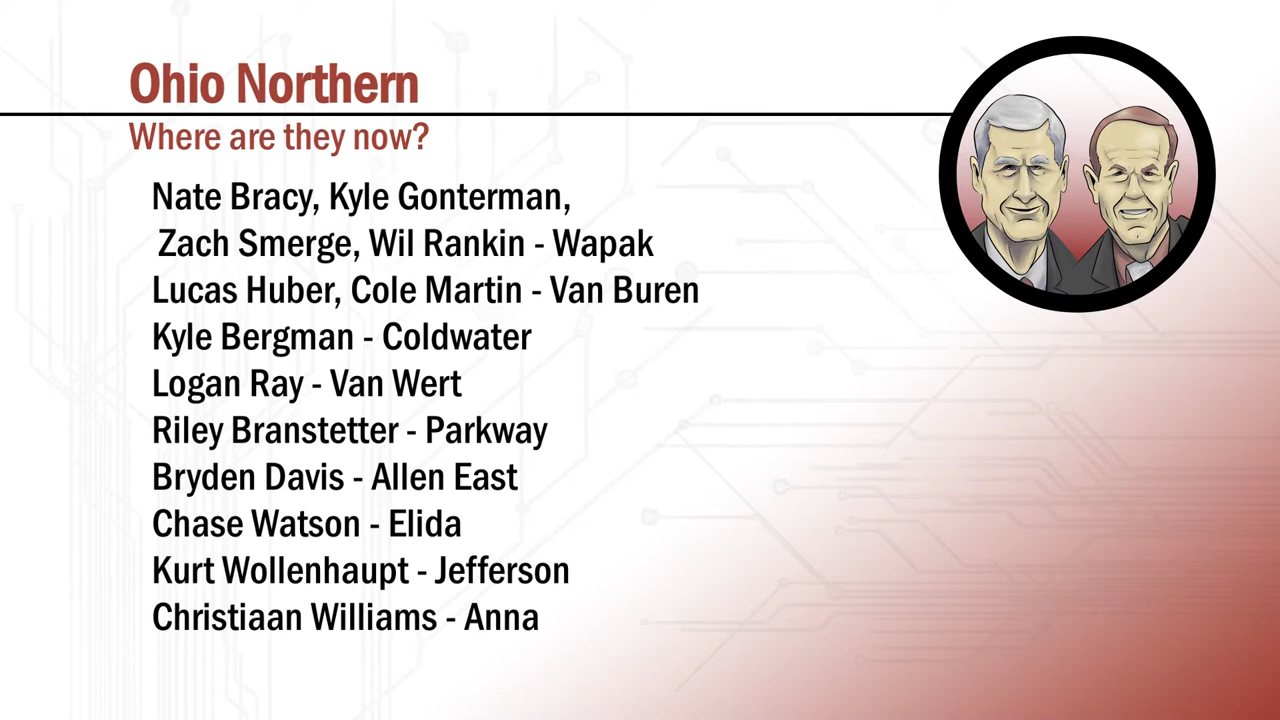 Ohio Northern
Where are they now?
Nate Bracy, Kyle Gonterman,
Zach Smerge, Wil Rankin - Wapak
Lucas Huber, Cole Martin - Van Buren
Kyle Bergman - Coldwater
Logan Ray - Van Wert
Riley Branstetter - Parkway
Bryden Davis - Allen East
Chase Watson - Elida
Kurt Wollenhaupt - Jefferson
Christiaan Williams - Anna